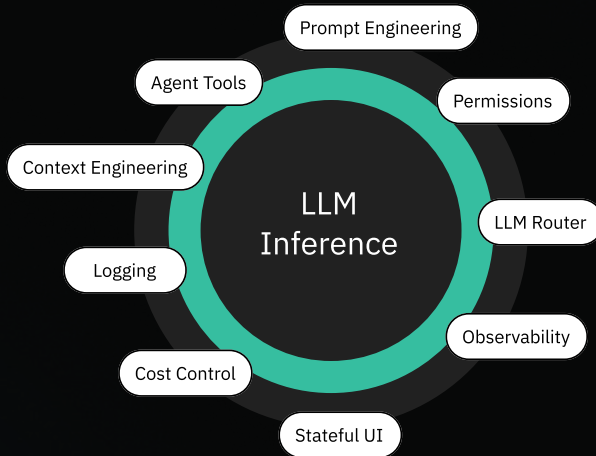 Prompt Engineering
Agent Tools
Permissions
Context Engineering
LLM
Inference
LLM Router
Logging
Observability
Cost Control
Stateful UI